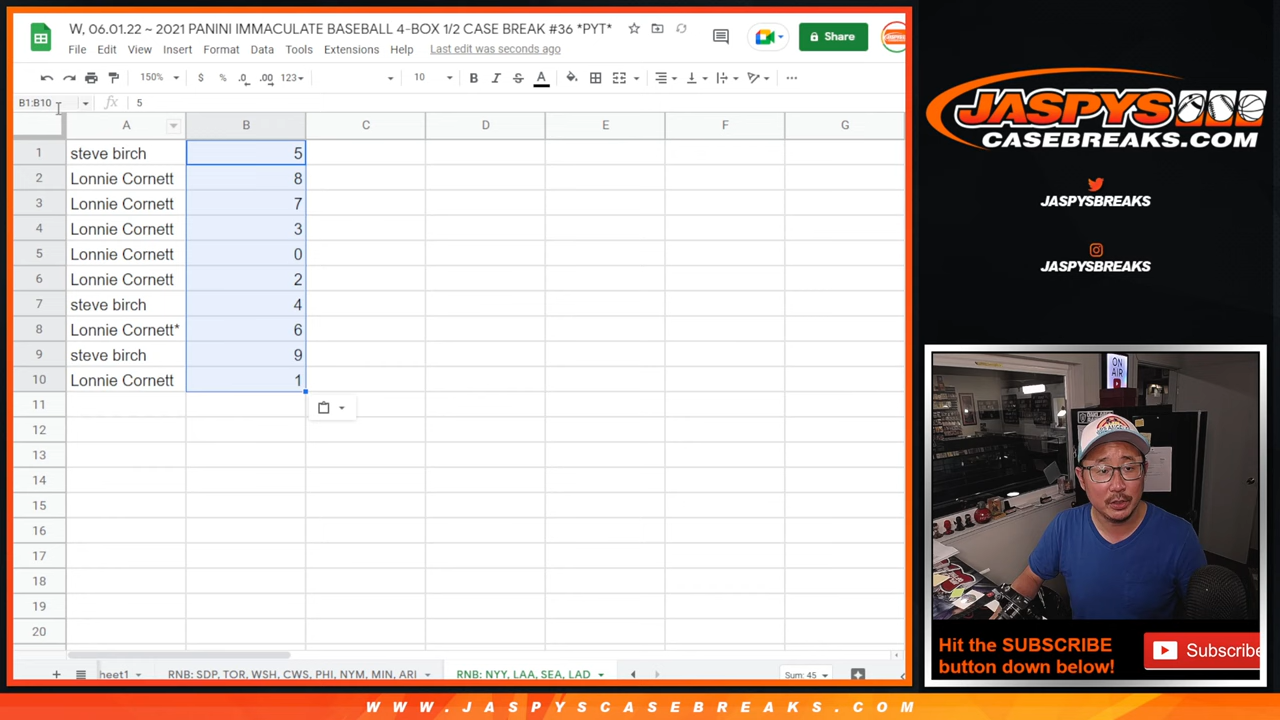 W, 06.01.22 ~ 2021 PANINI IMMACULATE BASEBALL 4-BOX 1/2 CASE BREAK #36 *PYT*
Share
File Edit View Insert Format Data Tools Extensions Help Last edit was seconds ago
150% $ % .0 .00 123 10 B I S A
B1:B10 fx 5
A B C D E F G
1 steve birch 5
2 Lonnie Cornett 8
3 Lonnie Cornett 7
4 Lonnie Cornett 3
5 Lonnie Cornett 0
6 Lonnie Cornett 2
7 steve birch 4
8 Lonnie Cornett* 6
9 steve birch 9
10 Lonnie Cornett 1
11
12
13
14
15
16
17
18
19
20
heet1 RNB: SDP, TOR, WSH, CWS, PHI, NYM, MIN, ARI RNB: NYY, LAA, SEA, LAD Sum: 45
JASPYS
CASEBREAKS.COM
JASPYSBREAKS
JASPYSBREAKS
ON
AIR
Hit the SUBSCRIBE
button down below!
Subscribe
WWW.JASPYSCASEBREAKS.COM